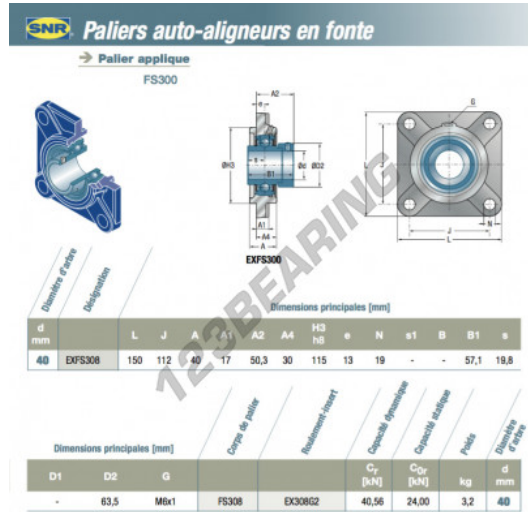 SNR Paliers auto-aligneurs en fonte
Palier applique
FS300
A2
e
s
B1
ØH3
Ød
ØD2
A1
A4
A
EXFS300
G
L
J
N
J
L
123BEARING
Diamètre d'arbre
Désignation
Dimensions principales [mm]
d mm L J A A1 A2 A4 H3 h8 e N s1 B B1 s
40 EXFS308 150 112 40 17 50,3 30 115 13 19 - - 57,1 19,8
Dimensions principales [mm]
Corps de palier
Roulement-insert
Capacité dynamique
Capacité statique
Poids
Diamètre d'arbre
D1 D2 G Cr [kN] C0r [kN] kg d mm
- 63,5 M6x1 FS308 EX308G2 40,56 24,00 3,2 40